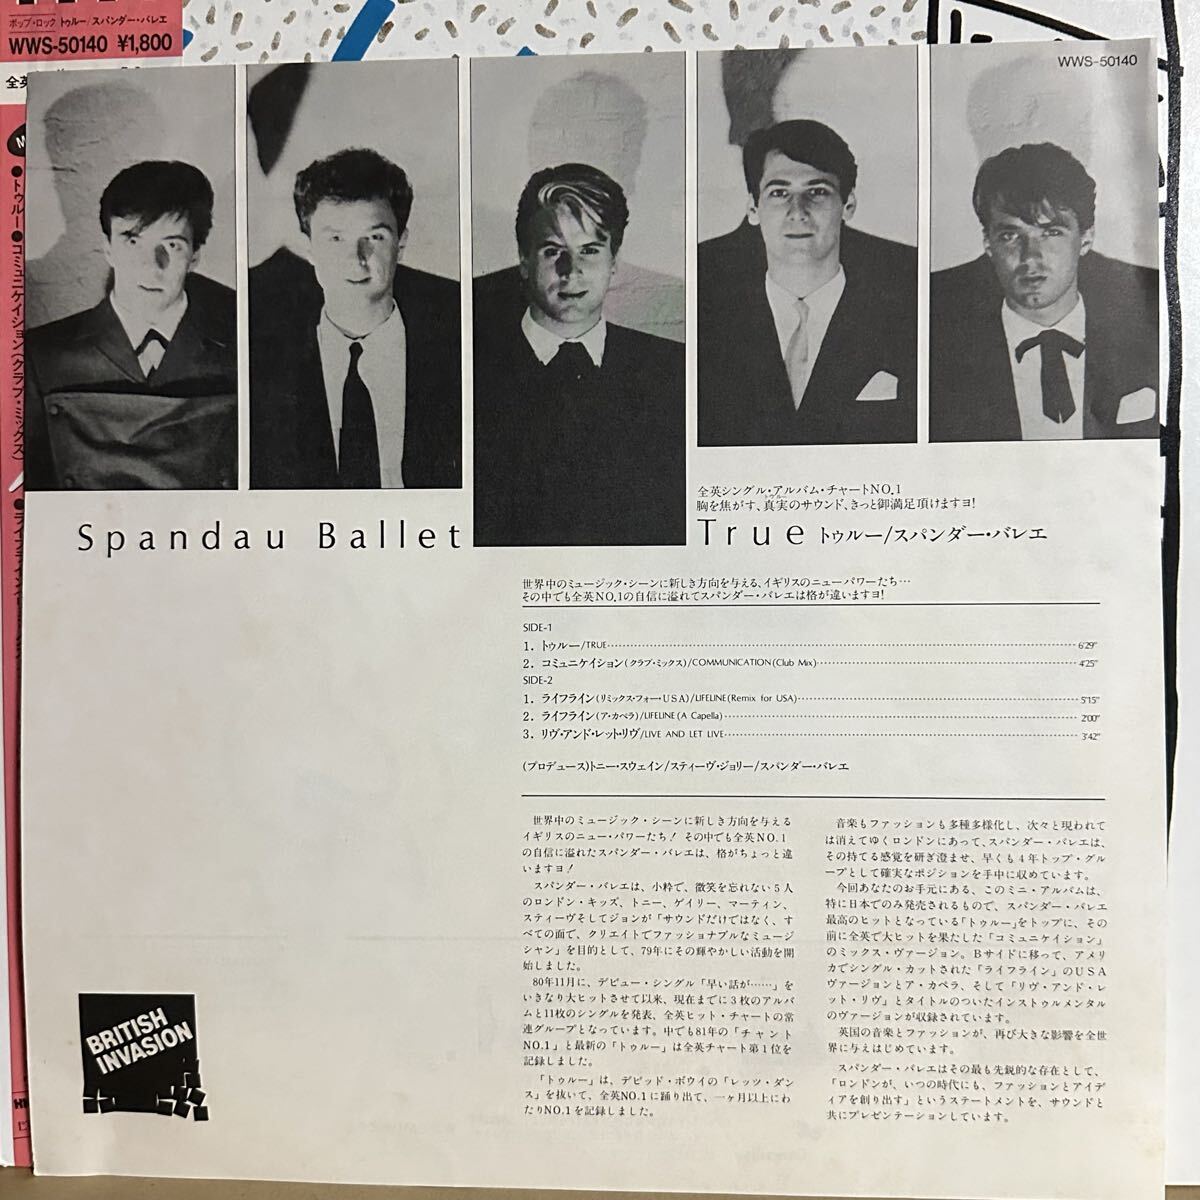 ポップ・ロック トゥルー/スパンダー・バレエ
WWS-50140 ¥1,800
全英
●トゥルー●コミュニケイション(クラブ・ミックス)
WWS-50140
全英シングル・アルバム・チャートNO.1
胸を焦がす、真実のサウンド、きっと御満足頂けますヨ!
トゥルー
Spandau Ballet
True トゥルー/スパンダー・バレエ
世界中のミュージック・シーンに新しき方向を与える、イギリスのニューパワーたち…
その中でも全英NO.1の自信に溢れてスパンダー・バレエは格が違いますヨ!
SIDE-1
1. トゥルー/TRUE 6'29"
2. コミュニケイション(クラブ・ミックス)/COMMUNICATION(Club Mix) 4'25"
SIDE-2
1. ライフライン(リミックス・フォー・USA)/LIFELINE(Remix for USA) 5'15"
2. ライフライン(ア・カペラ)/LIFELINE(A Capella) 2'00"
3. リヴ・アンド・レット・リヴ/LIVE AND LET LIVE 3'42"
(プロデュース)トニー・スウェイン/スティーヴ・ジョリー/スパンダー・バレエ
世界中のミュージック・シーンに新しき方向を与える
イギリスのニュー・パワーたち! その中でも全英NO.1
の自信に溢れたスパンダー・バレエは、格がちょっと違
いますヨ!
スパンダー・バレエは、小粋で、微笑を忘れない5人
のロンドン・キッズ、トニー、ゲイリー、マーティン、
スティーヴそしてジョンが「サウンドだけではなく、す
べての面で、クリエイトでファッショナブルなミュージ
シャン」を目的として、79年にその輝やかしい活動を開
始しました。
80年11月に、デビュー・シングル「早い話が……」を
いきなり大ヒットさせて以来、現在までに3枚のアルバ
ムと11枚のシングルを発表、全英ヒット・チャートの常
連グループとなっています。中でも81年の「チャント
NO.1」と最新の「トゥルー」は全英チャート第1位を
記録しました。
「トゥルー」は、デビッド・ボウイの「レッツ・ダン
ス」を抜いて、全英NO.1に踊り出て、一ヶ月以上にわ
たりNO.1を記録しました。
音楽もファッションも多種多様化し、次々と現われて
は消えてゆくロンドンにあって、スパンダー・バレエは、
その持てる感覚を研ぎ澄ませ、早くも4年トップ・グル
ープとして確実なポジションを手中に収めています。
今回あなたのお手元にある、このミニ・アルバムは、
特に日本でのみ発売されるもので、スパンダー・バレエ
最高のヒットとなっている「トゥルー」をトップに、その
前に全英で大ヒットを果たした「コミュニケイション」
のミックス・ヴァージョン。Bサイドに移って、アメリ
カでシングル・カットされた「ライフライン」のUSA
ヴァージョンとア・カペラ、そして「リヴ・アンド・レ
ット・リヴ」とタイトルのついたインストゥルメンタル
のヴァージョンが収録されています。
英国の音楽とファッションが、再び大きな影響を全世
界に与えはじめています。
スパンダー・バレエはその最も先鋭的な存在として、
「ロンドンが、いつの時代にも、ファッションとアイディ
アを創り出す」というステートメントを、サウンドと
共にプレゼンテーションしています。
BRITISH
INVASION